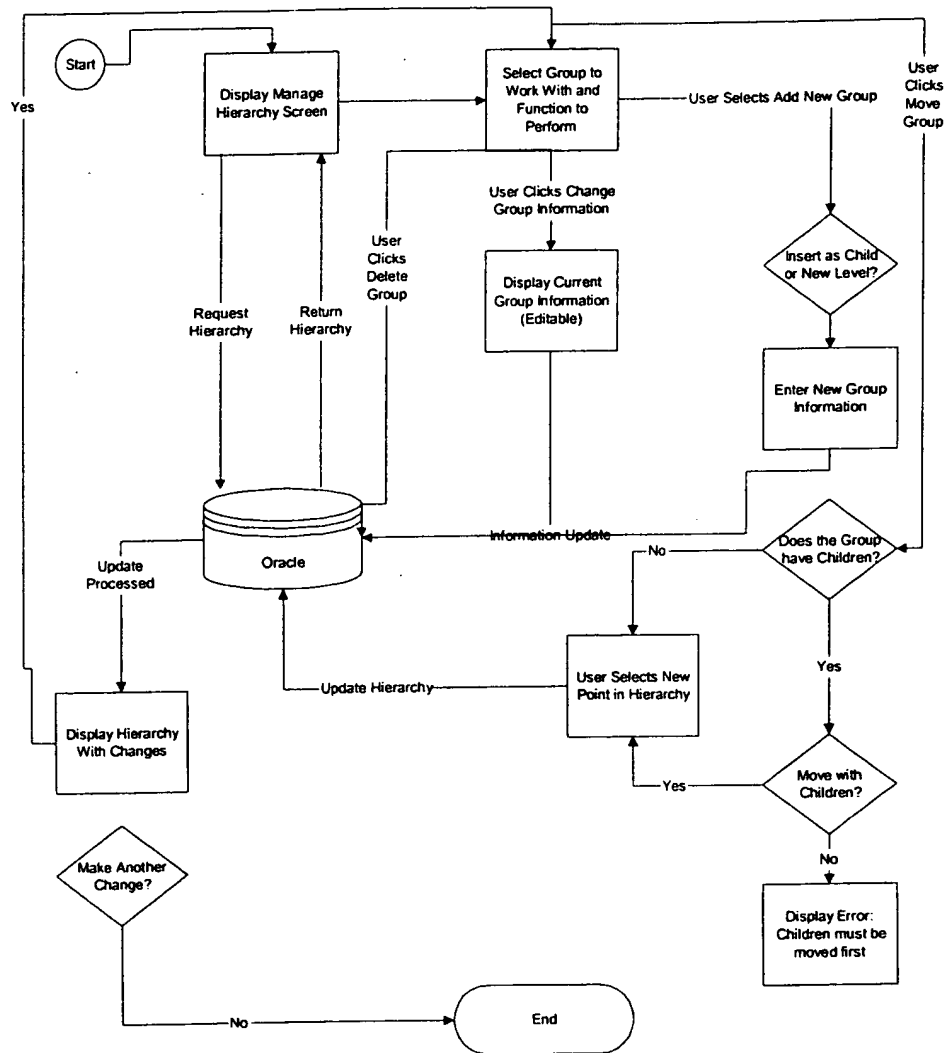 Start
Yes
Display Manage
Hierarchy Screen
Select Group to
Work With and
Function to
Perform
User Selects Add New Group
User
Clicks
Move
Group
User Clicks Change
Group Information
User
Clicks
Delete
Group
Insert as Child
or New Level?
Display Current
Group Information
(Editable)
Request
Hierarchy
Return
Hierarchy
Enter New Group
Information
Information Update
Oracle
Does the Group
have Children?
No
Update
Processed
Yes
User Selects New
Point in Hierarchy
Update Hierarchy
Display Hierarchy
With Changes
Move with
Children?
Yes
No
Make Another
Change?
Display Error:
Children must be
moved first
No
End